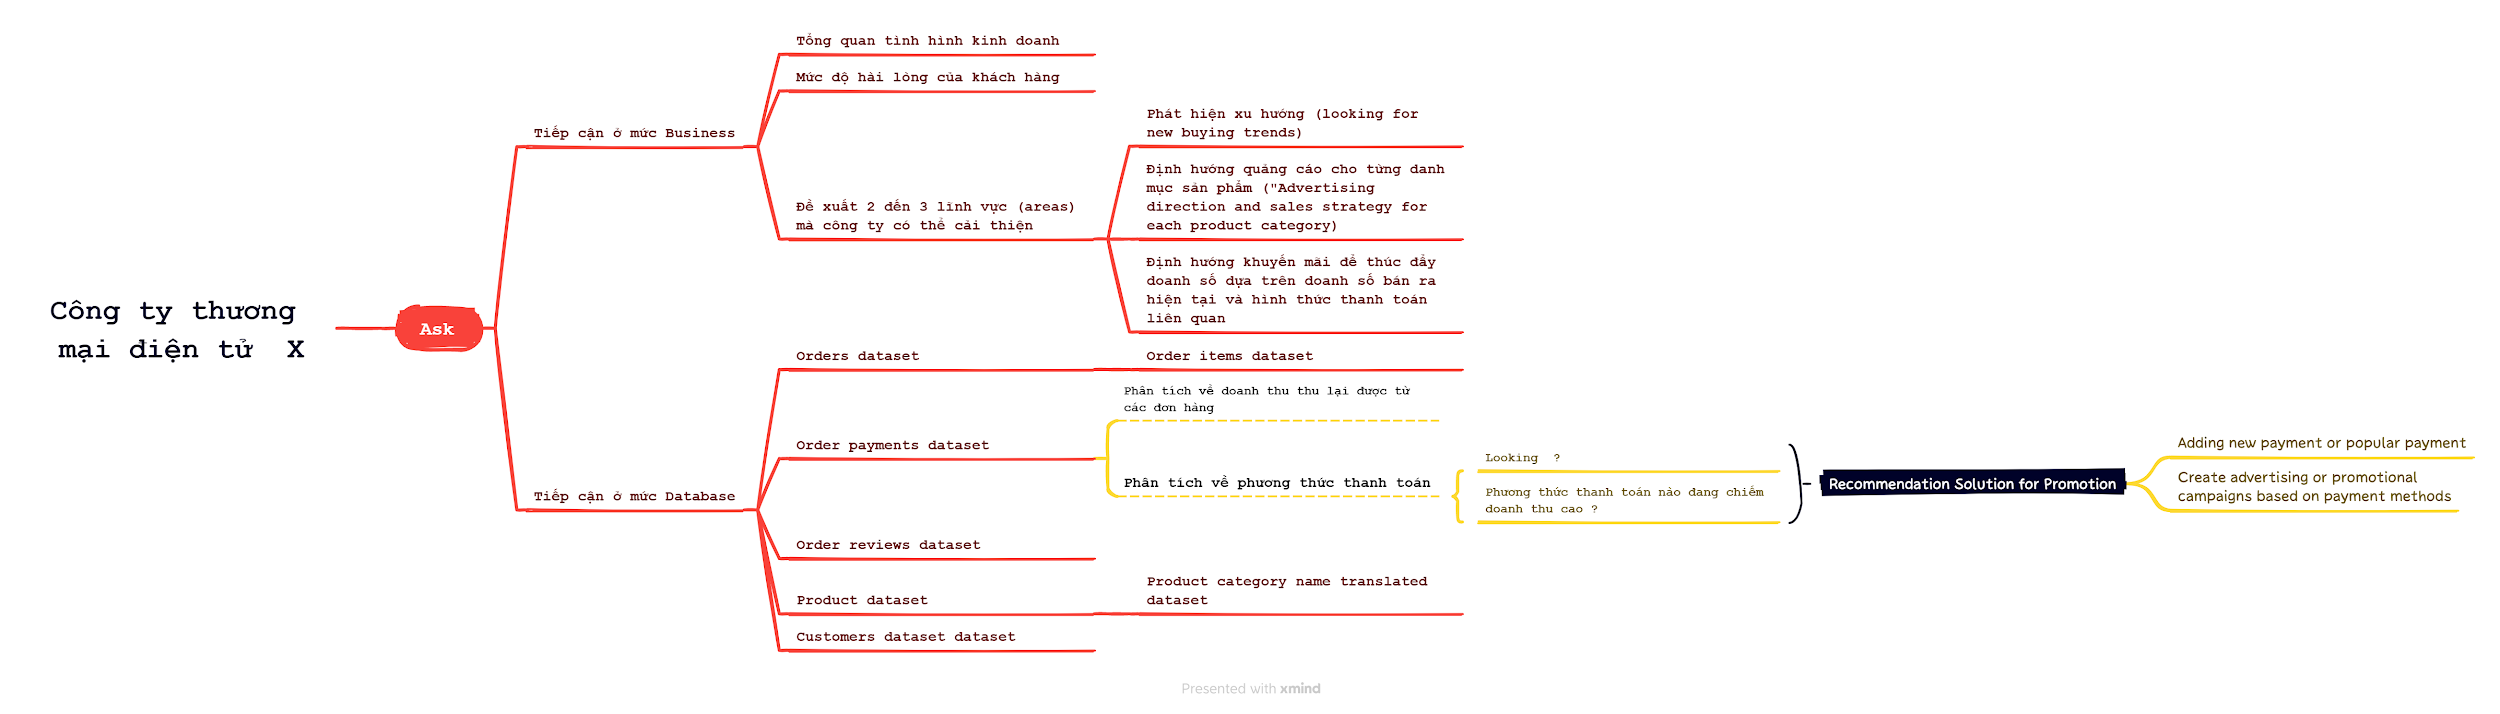 Công ty thương
mại điện tử X
Ask
Tiếp cận ở mức Business
Tổng quan tình hình kinh doanh
Mức độ hài lòng của khách hàng
Đề xuất 2 đến 3 lĩnh vực (areas)
mà công ty có thể cải thiện
Phát hiện xu hướng (looking for
new buying trends)
Định hướng quảng cáo cho từng danh
mục sản phẩm ("Advertising
direction and sales strategy for
each product category)
Định hướng khuyến mãi để thúc đẩy
doanh số dựa trên doanh số bán ra
hiện tại và hình thức thanh toán
liên quan
Tiếp cận ở mức Database
Orders dataset
Order items dataset
Order payments dataset
Phân tích về doanh thu thu lại được từ
các đơn hàng
Phân tích về phương thức thanh toán
Looking ?
Phương thức thanh toán nào đang chiếm
doanh thu cao ?
Recommendation Solution for Promotion
Adding new payment or popular payment
Create advertising or promotional
campaigns based on payment methods
Order reviews dataset
Product dataset
Product category name translated
dataset
Customers dataset dataset
Presented with xmind